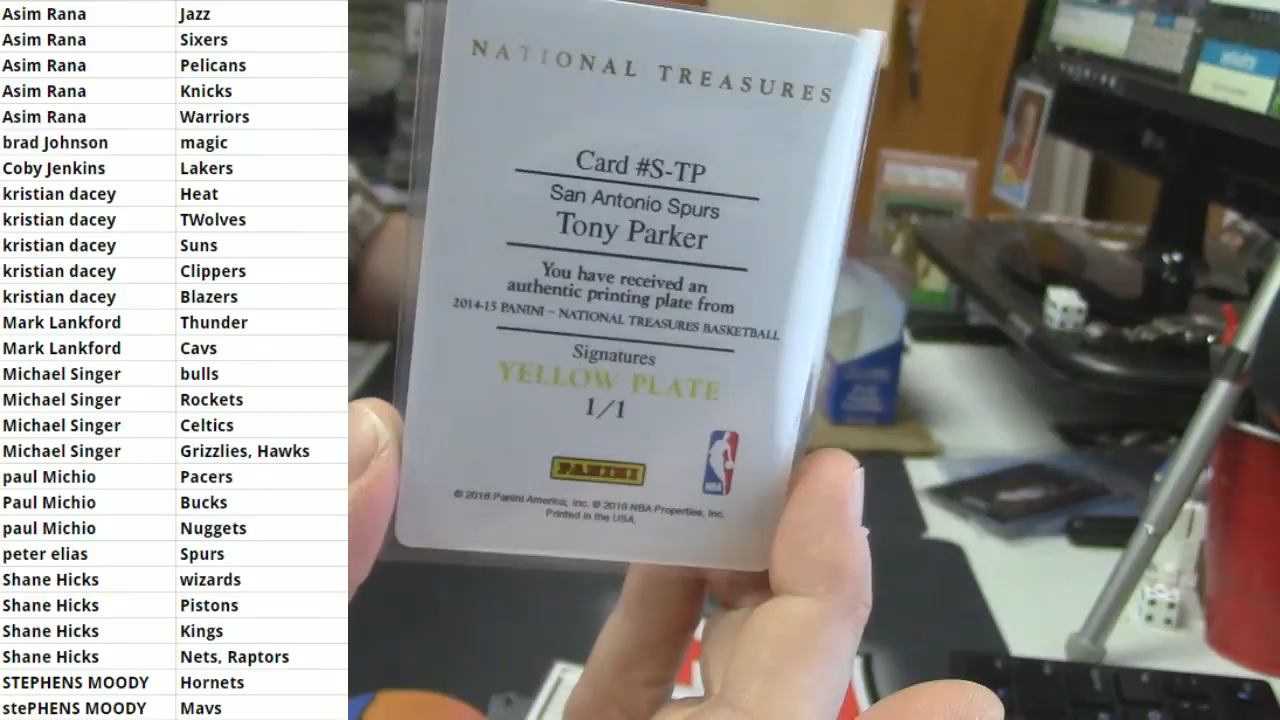 Asim Rana Jazz
Asim Rana Sixers
Asim Rana Pelicans
Asim Rana Knicks
Asim Rana Warriors
brad Johnson magic
Coby Jenkins Lakers
kristian dacey Heat
kristian dacey TWolves
kristian dacey Suns
kristian dacey Clippers
kristian dacey Blazers
Mark Lankford Thunder
Mark Lankford Cavs
Michael Singer bulls
Michael Singer Rockets
Michael Singer Celtics
Michael Singer Grizzlies, Hawks
paul Michio Pacers
Paul Michio Bucks
paul Michio Nuggets
peter elias Spurs
Shane Hicks wizards
Shane Hicks Pistons
Shane Hicks Kings
Shane Hicks Nets, Raptors
STEPHENS MOODY Hornets
stePHENS MOODY Mavs
NATIONAL TREASURES
Card #S-TP
San Antonio Spurs
Tony Parker
You have received an
authentic printing plate from
2014-15 PANINI – NATIONAL TREASURES BASKETBALL
Signatures
YELLOW PLATE
1/1
PANINI
NBA
© 2016 Panini America, Inc. © 2016 NBA Properties, Inc.
Printed in the USA.